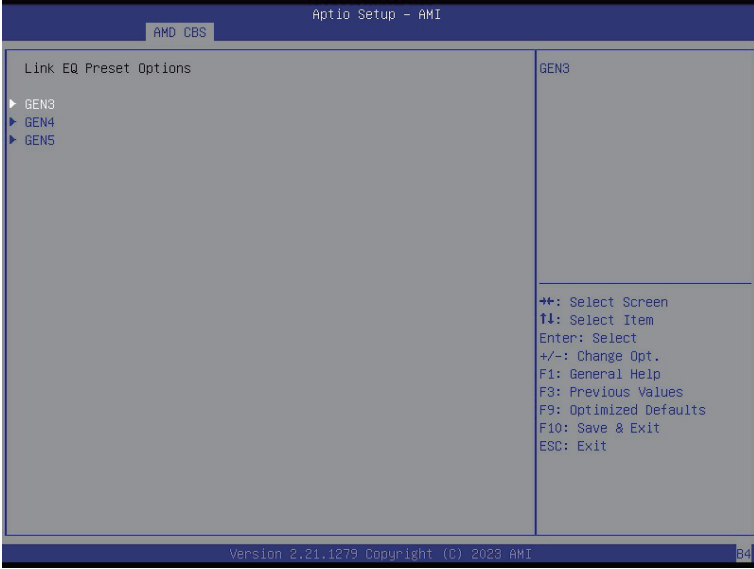 Aptio Setup - AMI
AMD CBS
Link EQ Preset Options
GEN3
GEN4
GEN5
GEN3
→←: Select Screen
↑↓: Select Item
Enter: Select
+/-: Change Opt.
F1: General Help
F3: Previous Values
F9: Optimized Defaults
F10: Save & Exit
ESC: Exit
Version 2.21.1279 Copyright (C) 2023 AMI
B4